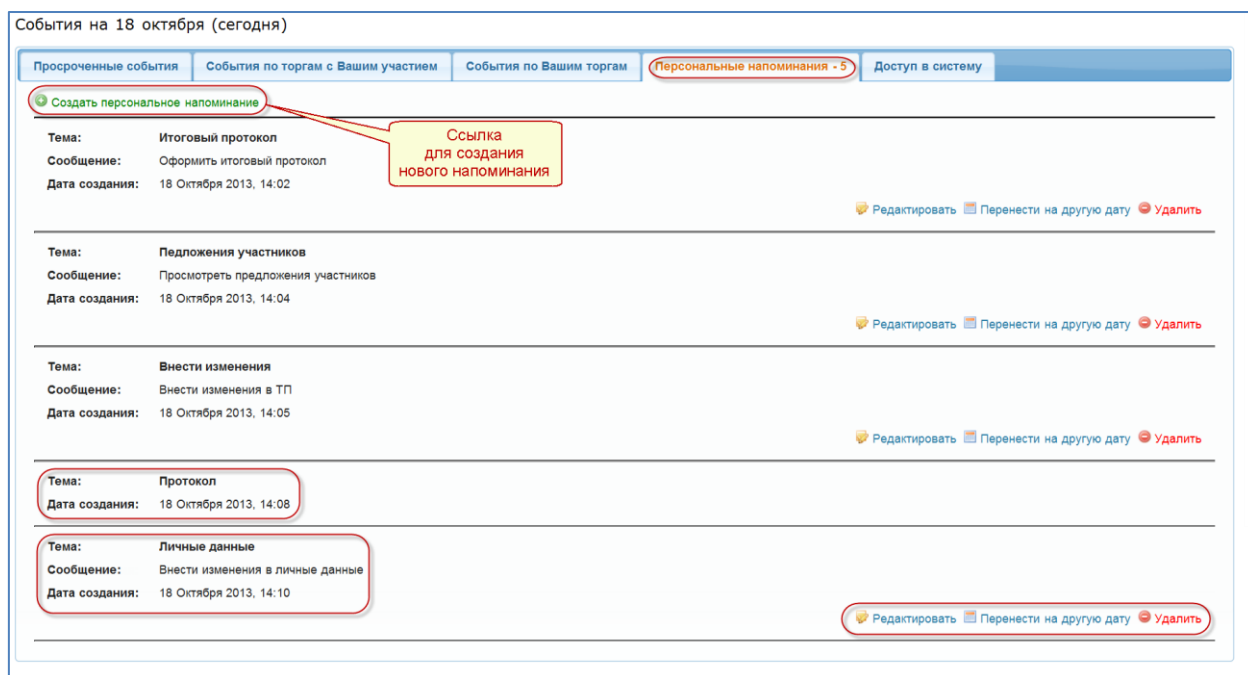 События на 18 октября (сегодня)
Просроченные события События по торгам с Вашим участием События по Вашим торгам Персональные напоминания - 5 Доступ в систему
Создать персональное напоминание
Ссылка
для создания
нового напоминания
Тема: Итоговый протокол
Сообщение: Оформить итоговый протокол
Дата создания: 18 Октября 2013, 14:02
Редактировать Перенести на другую дату Удалить
Тема: Педложения участников
Сообщение: Просмотреть предложения участников
Дата создания: 18 Октября 2013, 14:04
Редактировать Перенести на другую дату Удалить
Тема: Внести изменения
Сообщение: Внести изменения в ТП
Дата создания: 18 Октября 2013, 14:05
Редактировать Перенести на другую дату Удалить
Тема: Протокол
Дата создания: 18 Октября 2013, 14:08
Тема: Личные данные
Сообщение: Внести изменения в личные данные
Дата создания: 18 Октября 2013, 14:10
Редактировать Перенести на другую дату Удалить